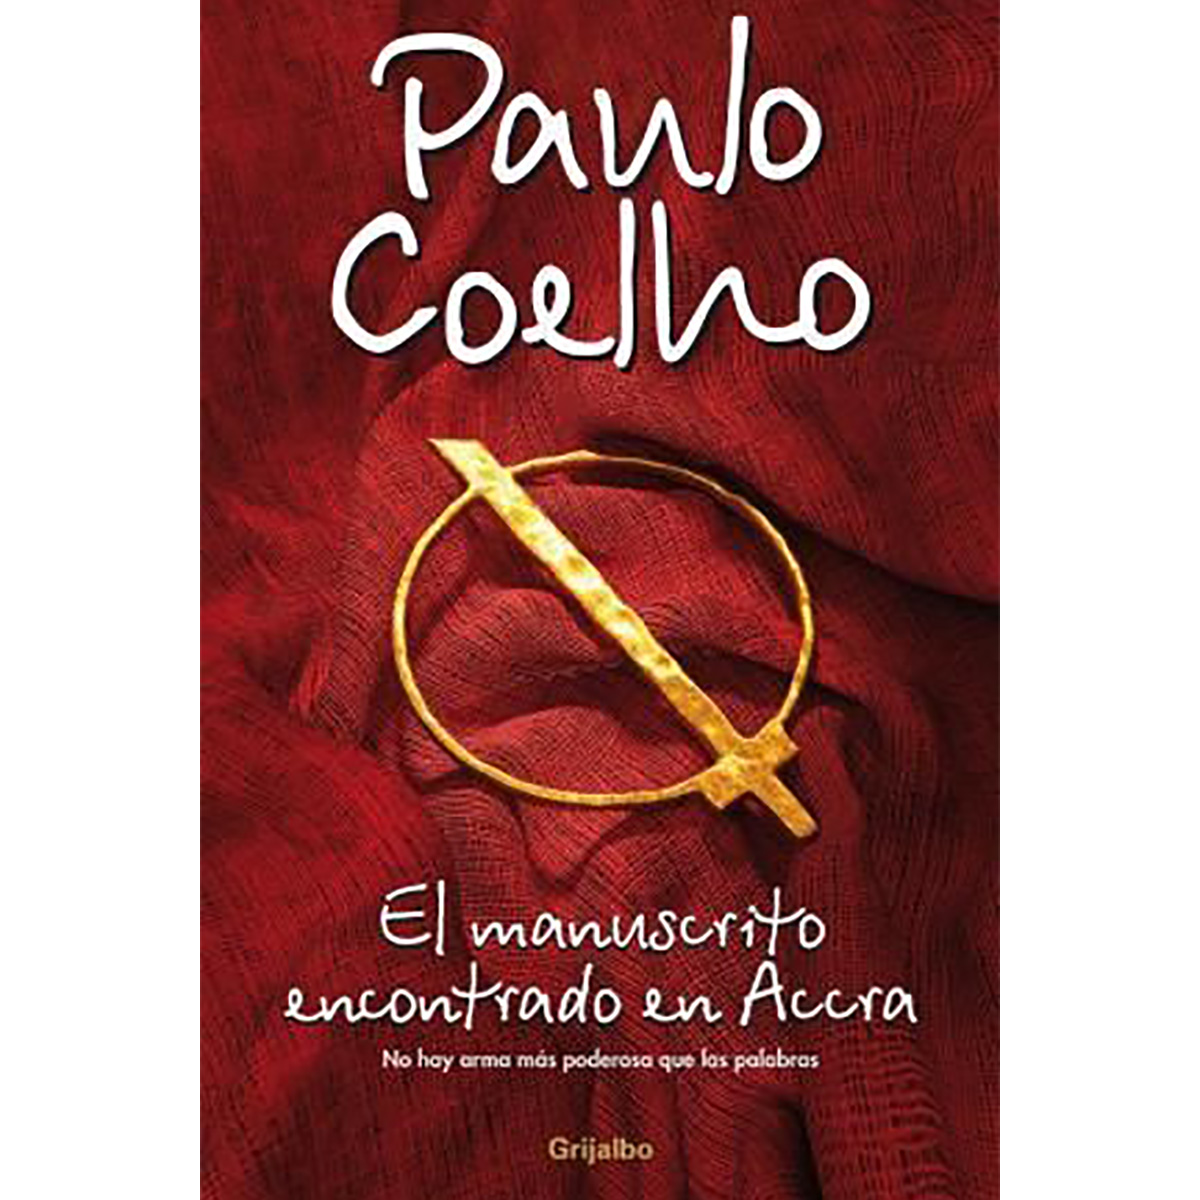 Paulo
Coelho
El manuscrito
encontrado en Accra
No hay arma más poderosa que las palabras
Grijalbo